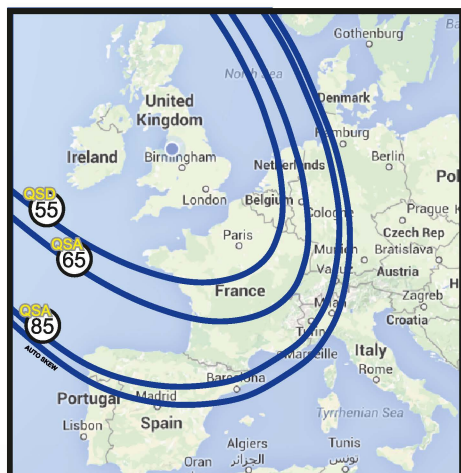 Gothenburg
Ba
North Sea
Denmark
United
Kingdom
Hamburg
Ireland
Birmingham
Netherlands
Berlin
Pol
QSD
55
London
Belgium
Cologne
Prague
QSA
65
Paris
Czech Rep
Munich
Bratislava
Vaduz
Austria
France
H
QSA
85
Milan
Zagreb
Turin
Croatia
AUTO SKEW
Marseille
Italy
Barcelona
Rome
Portugal
Madrid
Spain
Tyrrhenian Sea
Lisbon
Algiers
الجزائر
Tunis
تونس
Oran